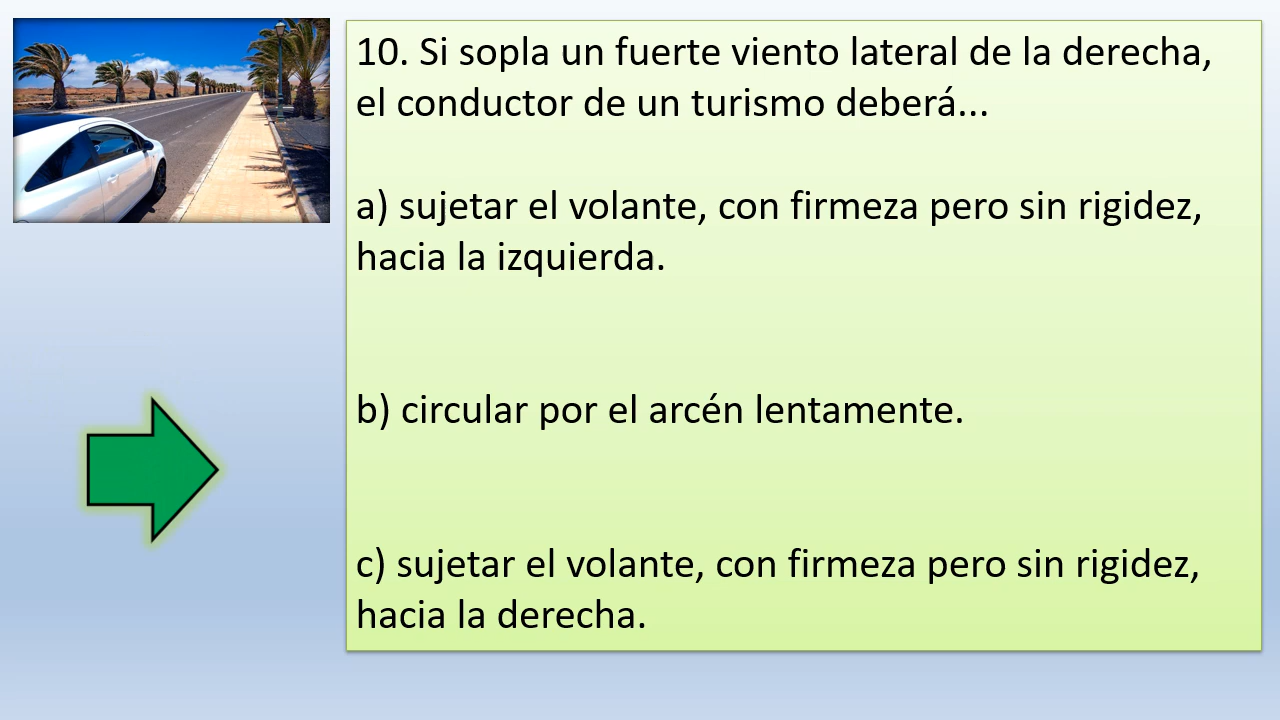 10. Si sopla un fuerte viento lateral de la derecha,
el conductor de un turismo deberá...
a) sujetar el volante, con firmeza pero sin rigidez,
hacia la izquierda.
b) circular por el arcén lentamente.
c) sujetar el volante, con firmeza pero sin rigidez,
hacia la derecha.